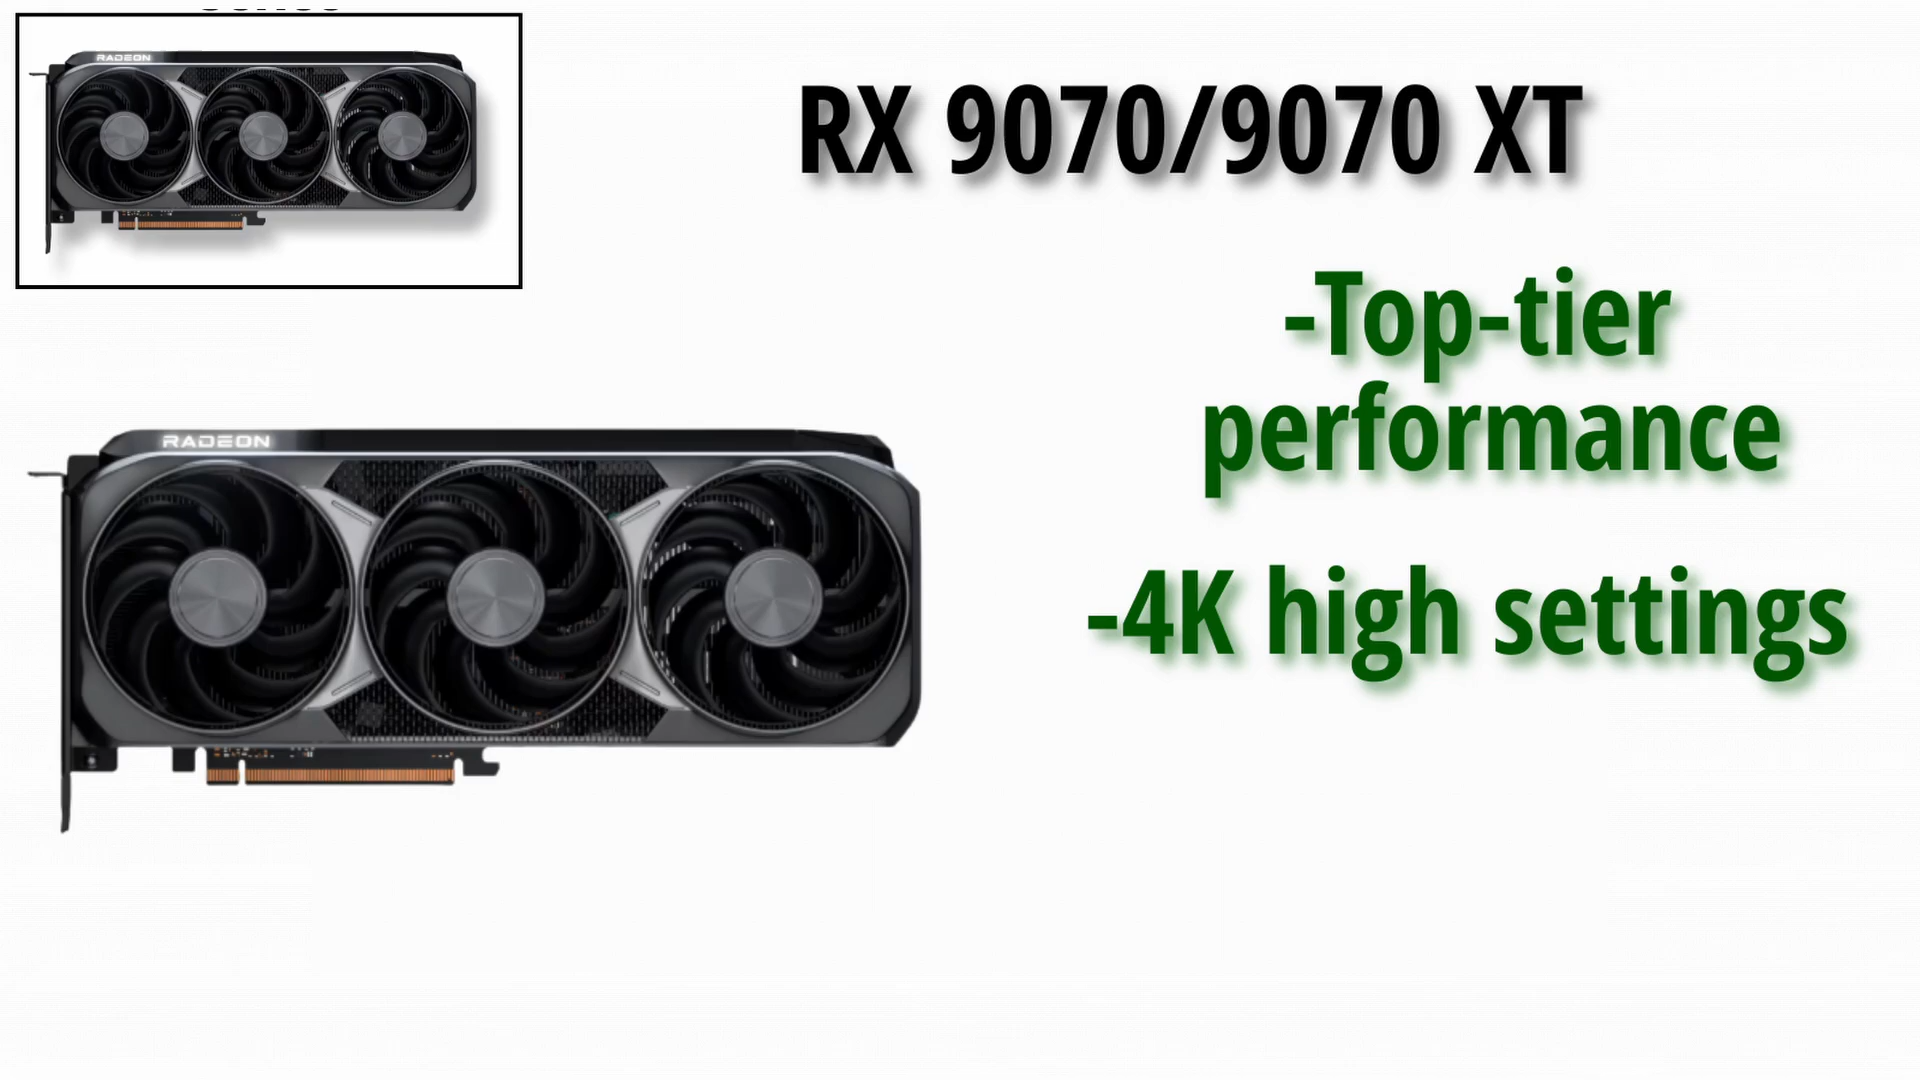 RADEON
RX 9070/9070 XT
-Top-tier
performance
RADEON
-4K high settings